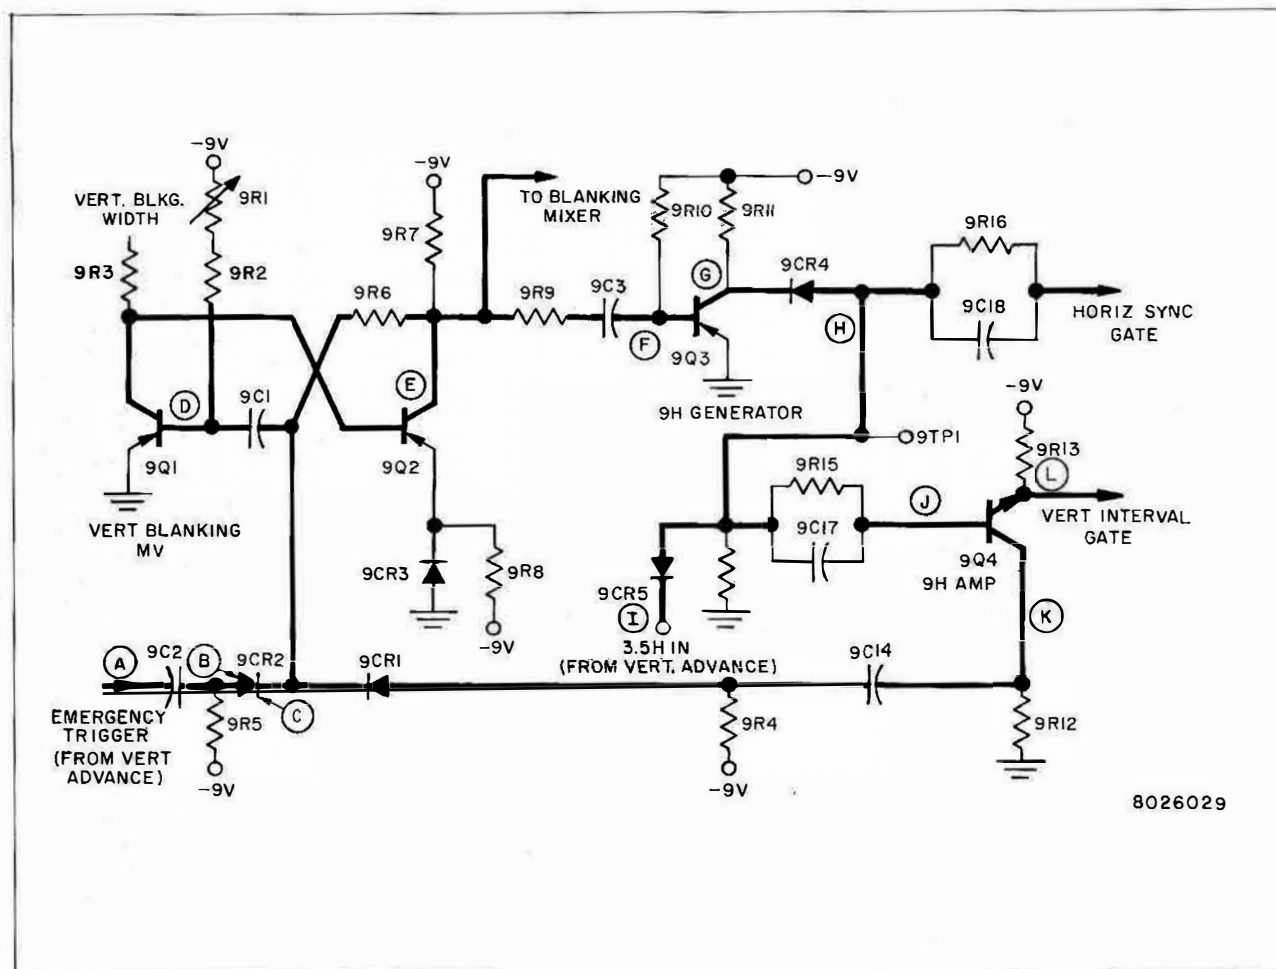 -9V
VERT. BLKG.
WIDTH
9R1
9R3
9R2
-9V
9R7
9R6
TO BLANKING
MIXER
9R9
9C3
9R10
9R11
-9V
G
9CR4
F
9Q3
H
9H GENERATOR
9R16
9C18
HORIZ SYNC
GATE
D
9C1
E
9Q1
9Q2
VERT BLANKING
MV
9TP1
-9V
9R13
L
9R15
J
9C17
VERT INTERVAL
GATE
9Q4
9H AMP
9CR3
9R8
-9V
9CR5
I
3.5H IN
(FROM VERT. ADVANCE)
K
A
9C2
B
9CR2
9CR1
9C14
C
EMERGENCY
TRIGGER
(FROM VERT
ADVANCE)
9R5
-9V
9R4
-9V
9R12
8026029